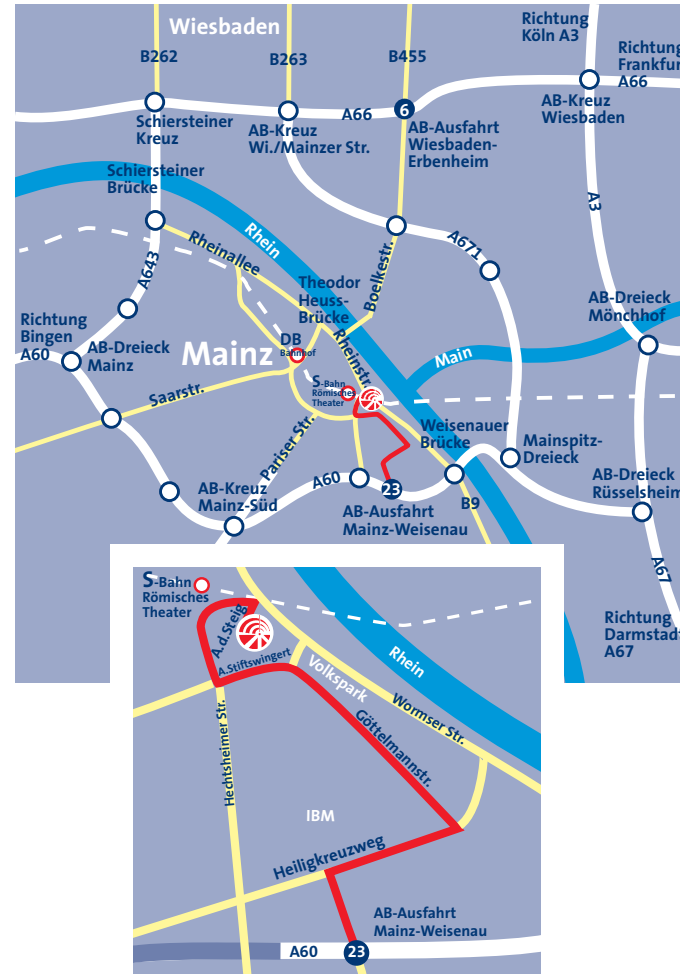 Wiesbaden
Richtung
Köln A3
B262
B263
B455
Richtung
Frankfur
A66
A66
6
AB-Kreuz
Wiesbaden
Schiersteiner
Kreuz
AB-Kreuz
Wi./Mainzer Str.
AB-Ausfahrt
Wiesbaden-
Erbenheim
Schiersteiner
Brücke
A3
Rhein
Rheinallee
A643
Boelkestr.
A671
Theodor
Heuss-
Brücke
AB-Dreieck
Mönchhof
Richtung
Bingen
A60
AB-Dreieck
Mainz
Mainz
DB
Bahnhof
Rheinstr.
Main
S-Bahn
Römisches
Theater
Saarstr.
Pariser Str.
Weisenauer
Brücke
Mainspitz-
Dreieck
AB-Kreuz
Mainz-Süd
A60
23
B9
AB-Ausfahrt
Mainz-Weisenau
AB-Dreieck
Rüsselsheim
A67
Richtung
Darmstadt
A67
S-Bahn
Römisches
Theater
A.d.Steig
A.Stiftswingert
Volkspark
Rhein
Wormser Str.
Göttelmannstr.
Hechtsheimer Str.
IBM
Heiligkreuzweg
AB-Ausfahrt
Mainz-Weisenau
A60
23